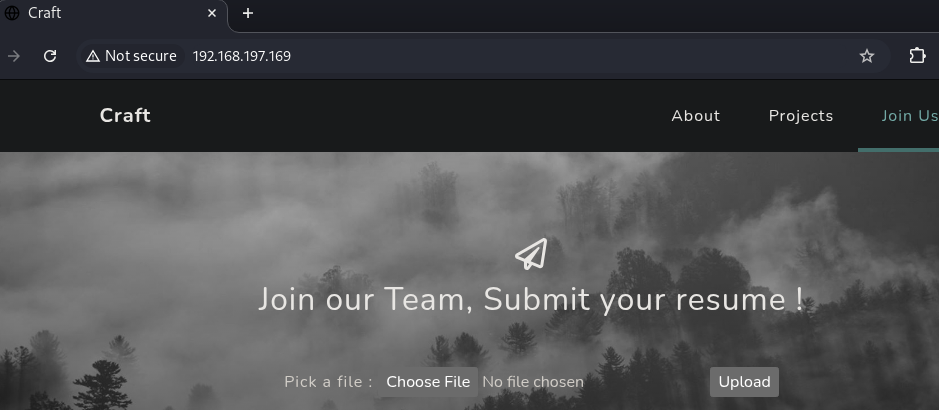 Craft
Not secure 192.168.197.169
Craft About Projects Join Us
Join our Team, Submit your resume !
Pick a file : Choose File No file chosen Upload